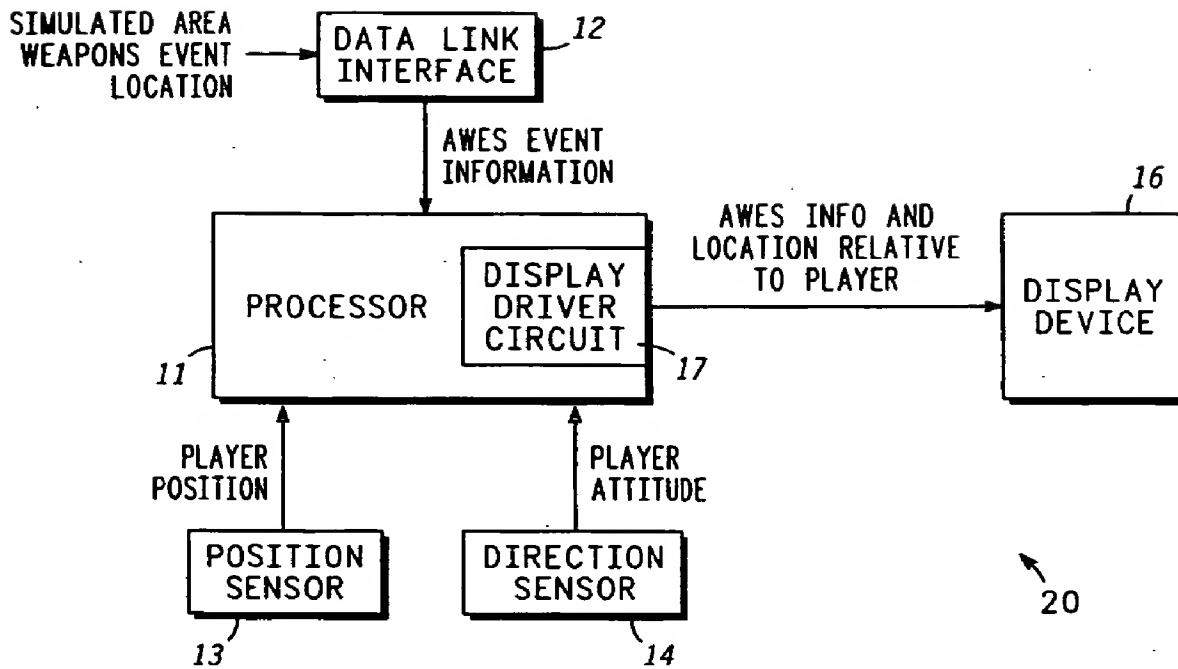 SIMULATED AREA
WEAPONS EVENT
LOCATION
DATA LINK
INTERFACE
12
AWES EVENT
INFORMATION
PROCESSOR
11
DISPLAY
DRIVER
CIRCUIT
17
AWES INFO AND
LOCATION RELATIVE
TO PLAYER
16
DISPLAY
DEVICE
PLAYER
POSITION
PLAYER
ATTITUDE
POSITION
SENSOR
13
DIRECTION
SENSOR
14
20